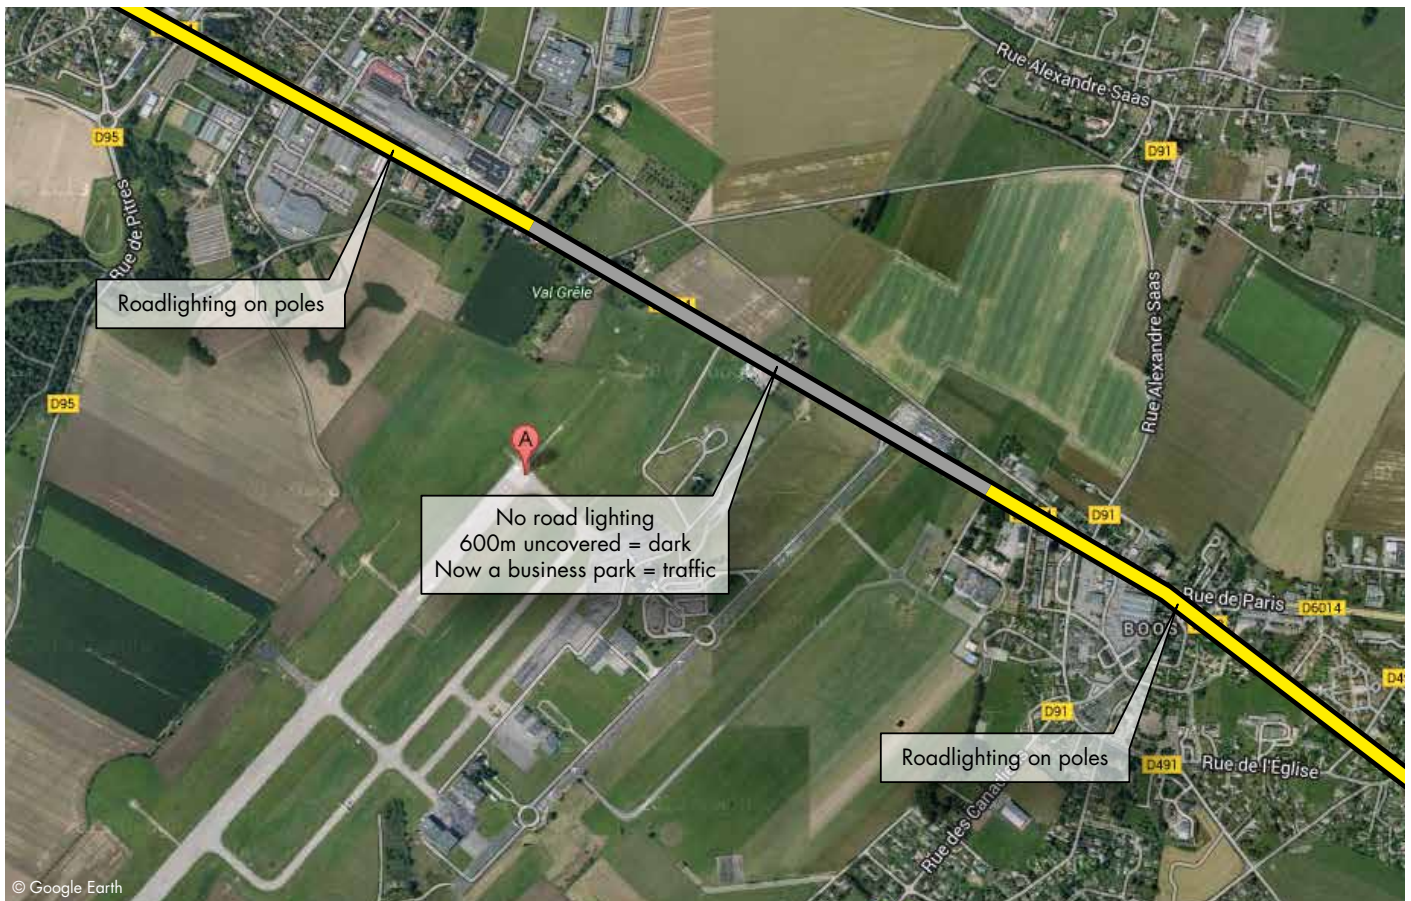 Rue Alexandre Saas
D95
D91
Rue de Pîtres
Roadlighting on poles
Val Grêle
Rue Alexandre Saas
D95
A
No road lighting
600m uncovered = dark
Now a business park = traffic
D91
Rue de Paris
D6014
BOOS
D91
Roadlighting on poles
D491
Rue de l'Église
Rue des Canadiens
© Google Earth